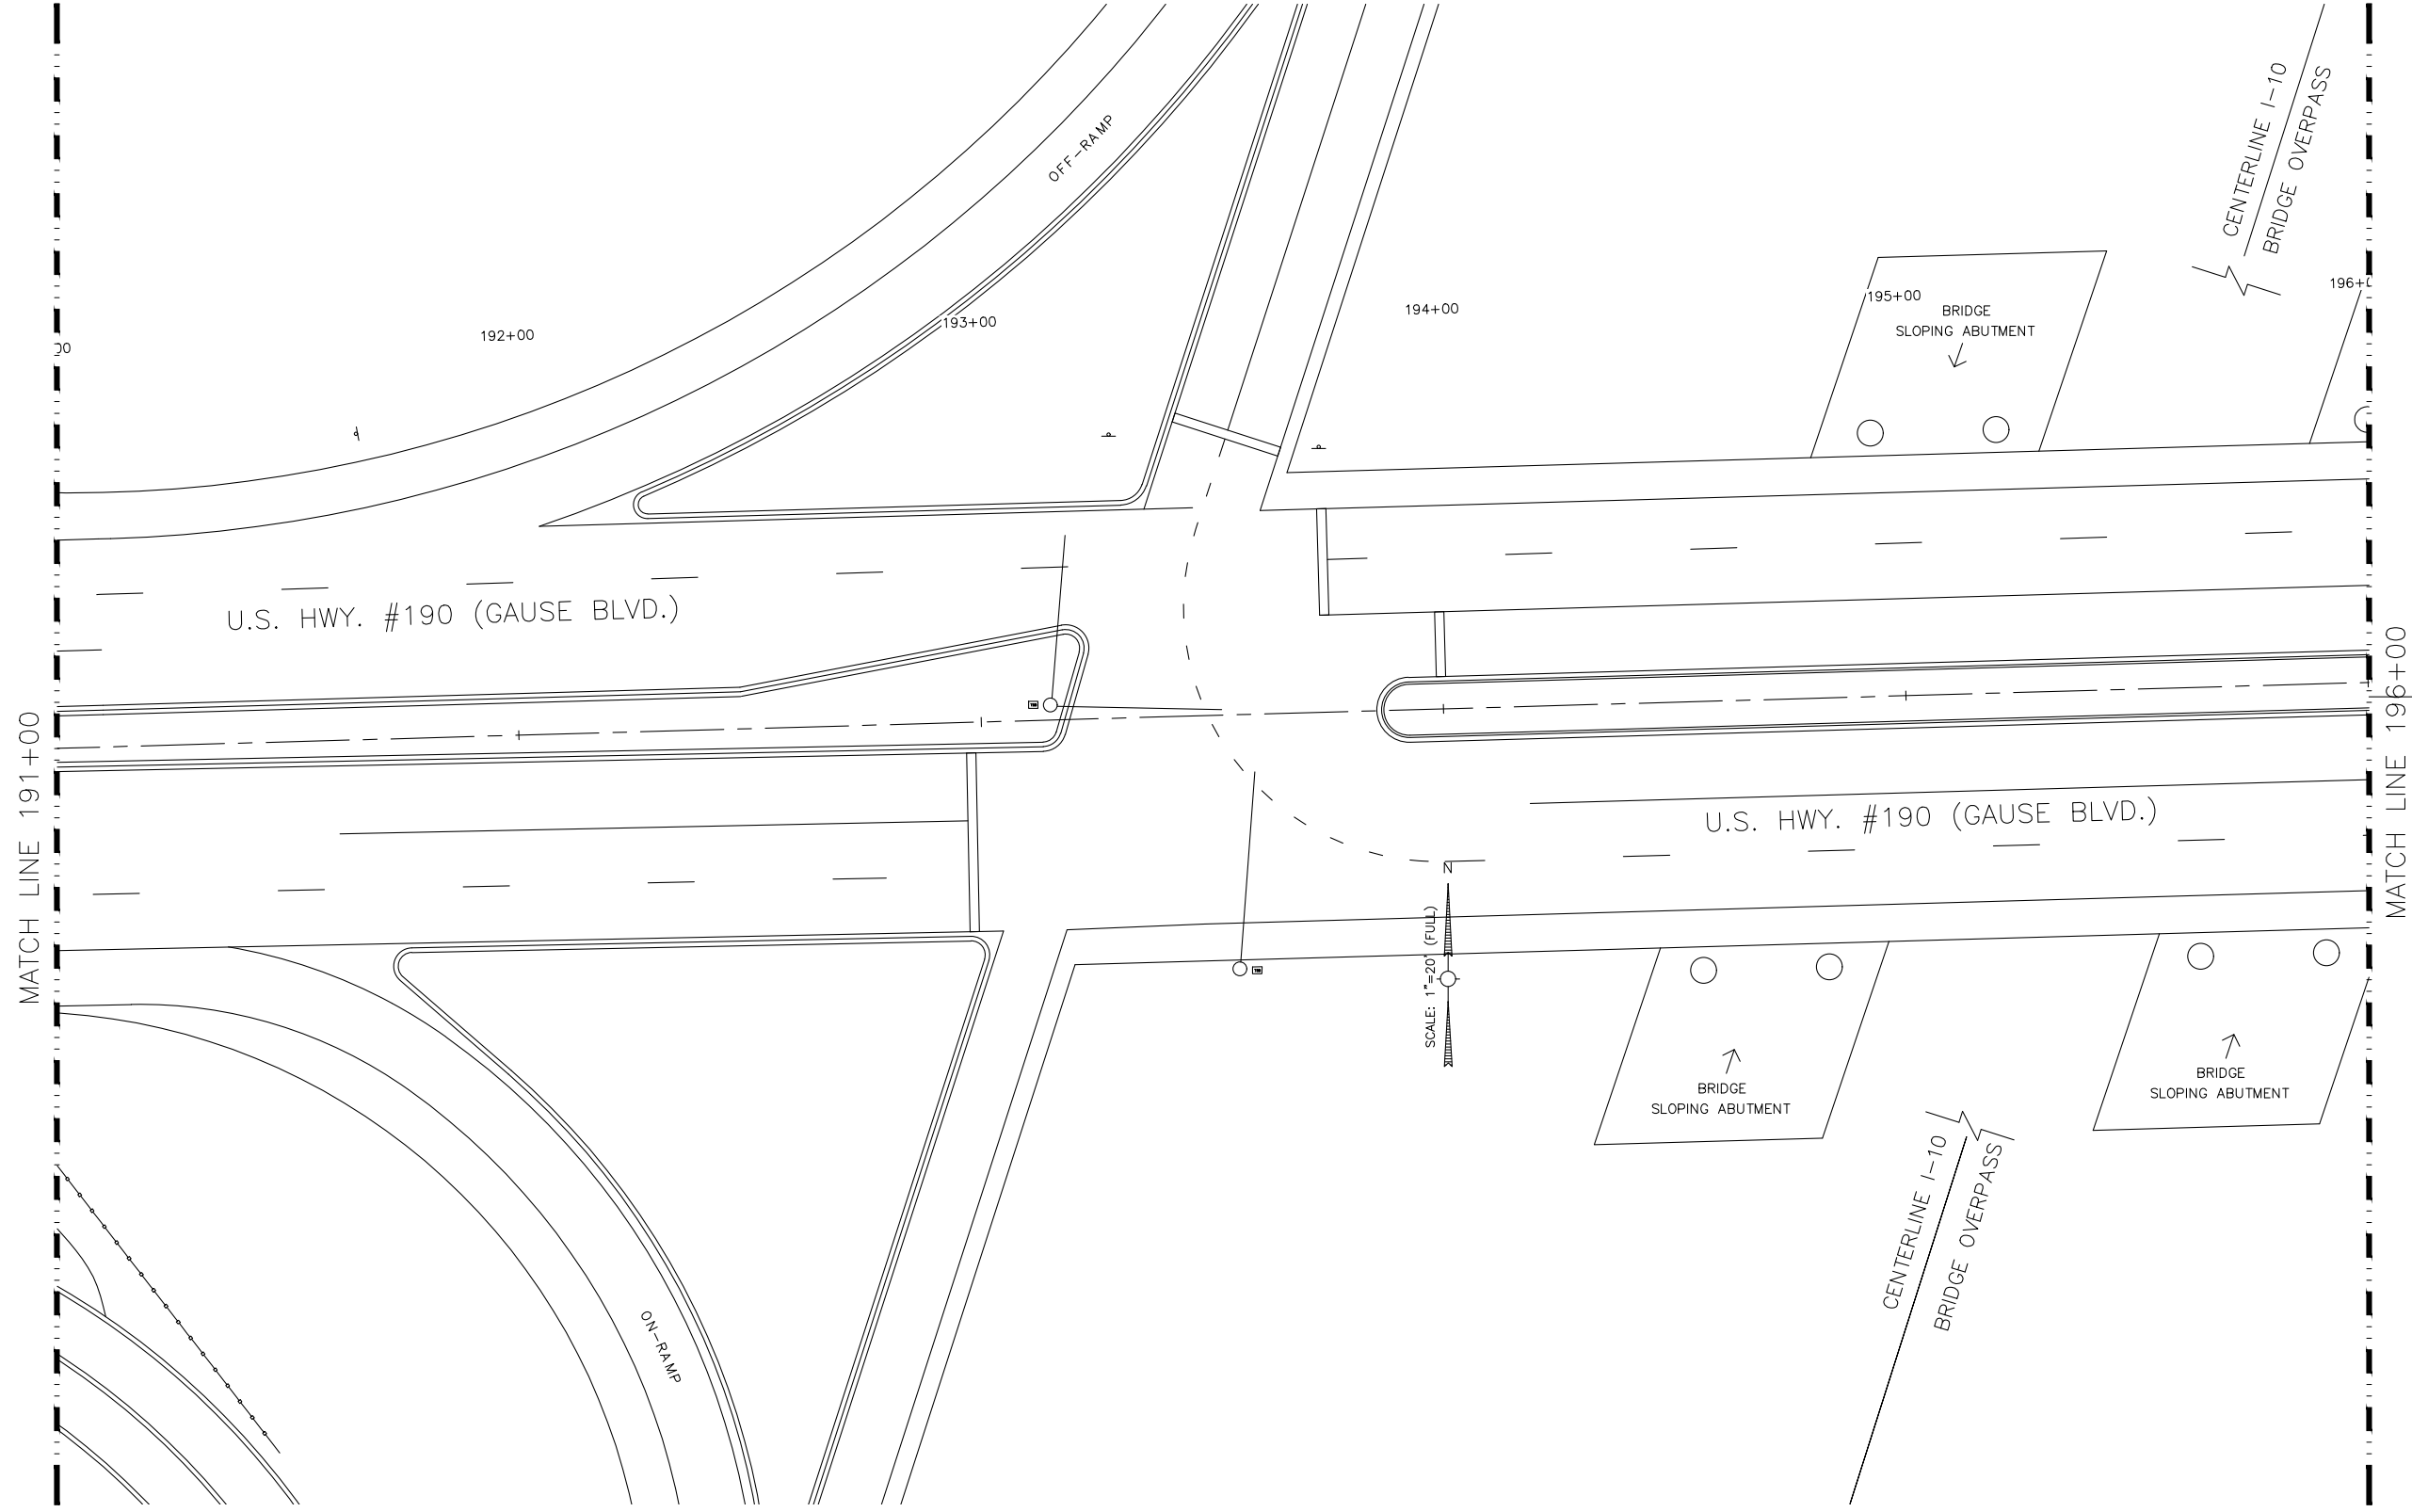 CENTERLINE I-10
BRIDGE OVERPASS
OFF-RAMP
192+00
193+00
194+00
195+00
BRIDGE
SLOPING ABUTMENT
U.S. HWY. #190 (GAUSE BLVD.)
MATCH LINE 191+00
MATCH LINE 196+00
U.S. HWY. #190 (GAUSE BLVD.)
N
SCALE: 1"=20' (FULL)
BRIDGE
SLOPING ABUTMENT
BRIDGE
SLOPING ABUTMENT
CENTERLINE I-10
BRIDGE OVERPASS
ON-RAMP